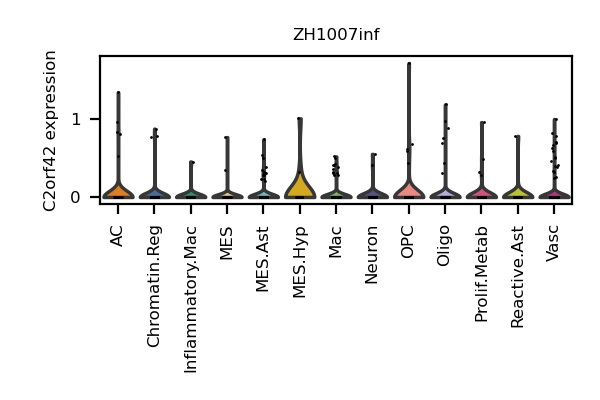 ZH1007inf
C2orf42 expression
1
0
AC
Chromatin.Reg
Inflammatory.Mac
MES
MES.Ast
MES.Hyp
Mac
Neuron
OPC
Oligo
Prolif.Metab
Reactive.Ast
Vasc